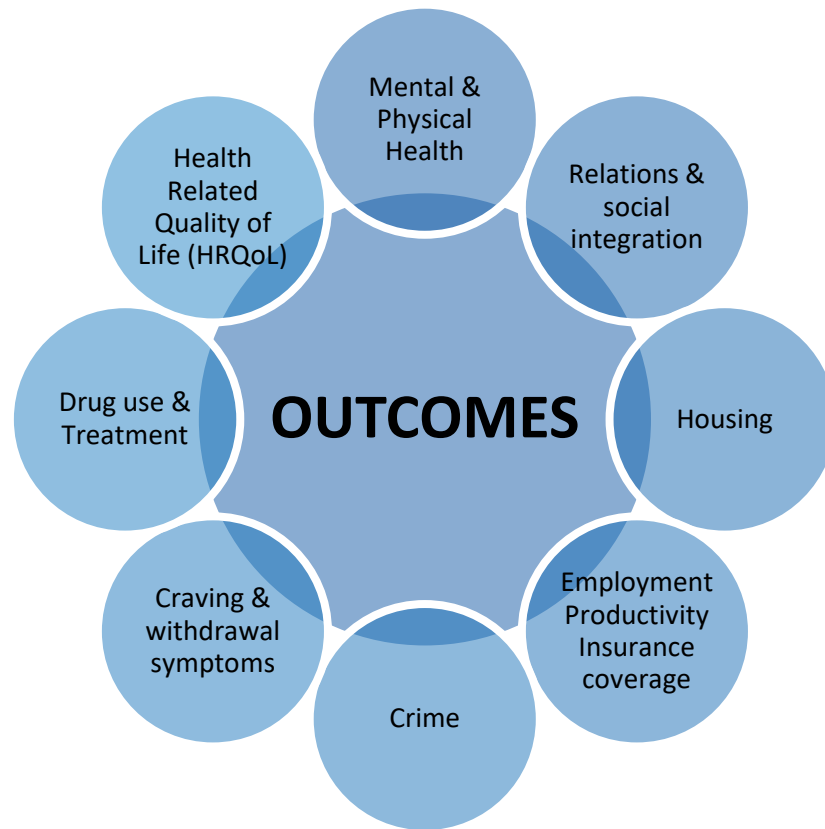 Mental &
Physical
Health
Relations &
social
integration
Housing
Employment
Productivity
Insurance
coverage
Crime
Craving &
withdrawal
symptoms
Drug use &
Treatment
Health
Related
Quality of
Life (HRQoL)
OUTCOMES